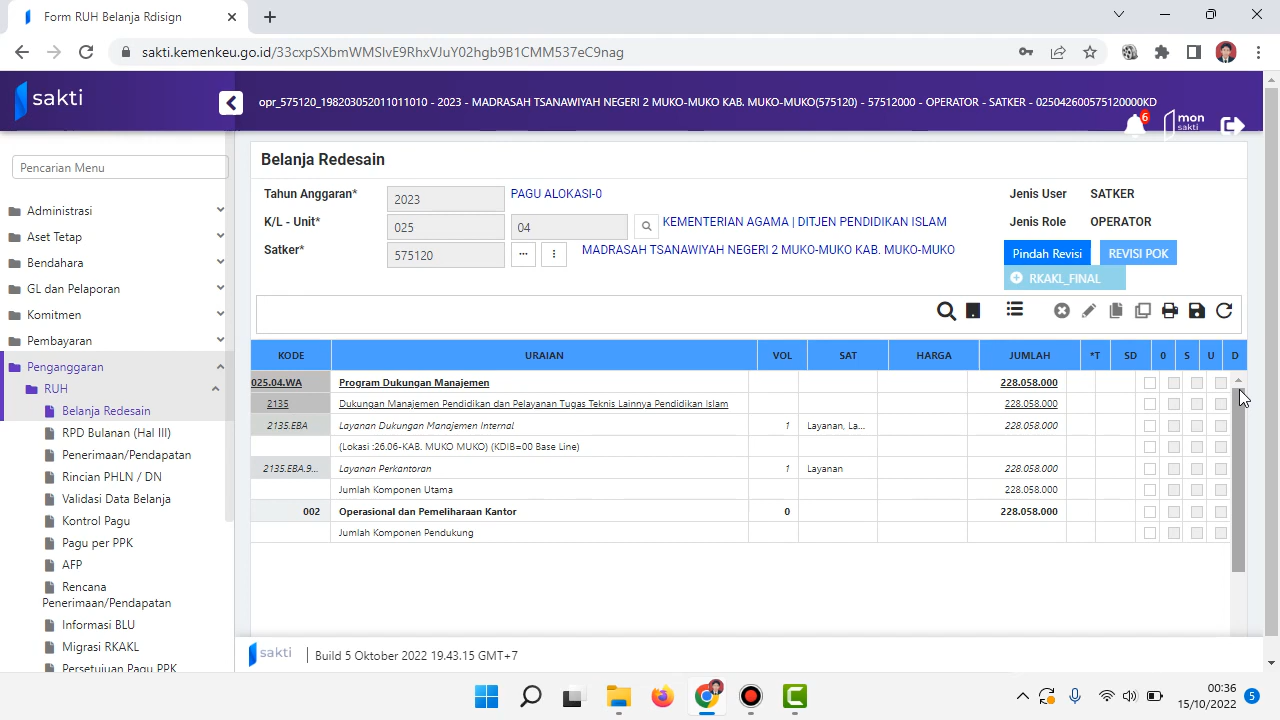 Form RUH Belanja Rdisign
sakti.kemenkeu.go.id/33cxpSXbmWMSlvE9RhxVJuY02hgb9B1CMM537eC9nag
sakti
opr_575120_198203052011011010 - 2023 - MADRASAH TSANAWIYAH NEGERI 2 MUKO-MUKO KAB. MUKO-MUKO(575120) - 57512000 - OPERATOR - SATKER - 025042600575120000KD
6
mon
sakti
Pencarian Menu
Administrasi
Aset Tetap
Bendahara
GL dan Pelaporan
Komitmen
Pembayaran
Penganggaran
RUH
Belanja Redesain
RPD Bulanan (Hal III)
Penerimaan/Pendapatan
Rincian PHLN / DN
Validasi Data Belanja
Kontrol Pagu
Pagu per PPK
AFP
Rencana
Penerimaan/Pendapatan
Informasi BLU
Migrasi RKAKL
Persetujuan Pagu PPK
Belanja Redesain
Tahun Anggaran* 2023 PAGU ALOKASI-0 Jenis User SATKER
K/L - Unit* 025 04 KEMENTERIAN AGAMA | DITJEN PENDIDIKAN ISLAM Jenis Role OPERATOR
Satker* 575120 MADRASAH TSANAWIYAH NEGERI 2 MUKO-MUKO KAB. MUKO-MUKO Pindah Revisi REVISI POK
RKAKL_FINAL
KODE URAIAN VOL SAT HARGA JUMLAH *T SD 0 S U D
025.04.WA Program Dukungan Manajemen 228.058.000
2135 Dukungan Manajemen Pendidikan dan Pelayanan Tugas Teknis Lainnya Pendidikan Islam 228.058.000
2135.EBA Layanan Dukungan Manajemen Internal 1 Layanan, La... 228.058.000
(Lokasi :26.06-KAB. MUKO MUKO) (KDIB=00 Base Line)
2135.EBA.9... Layanan Perkantoran 1 Layanan 228.058.000
Jumlah Komponen Utama 228.058.000
002 Operasional dan Pemeliharaan Kantor 0 228.058.000
Jumlah Komponen Pendukung
sakti Build 5 Oktober 2022 19.43.15 GMT+7
00:36
15/10/2022
5